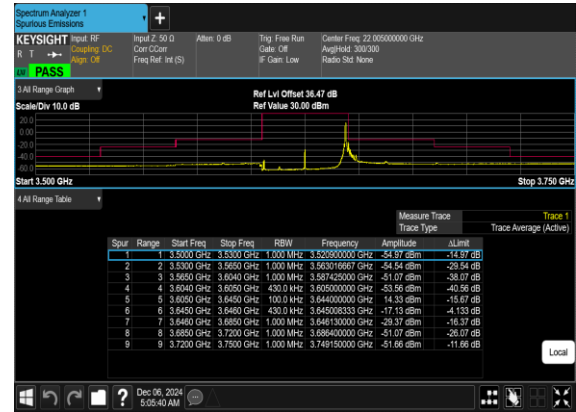 Spectrum Analyzer 1
Spurious Emissions
KEYSIGHT Input: RF Input Z: 50 Ω Atten: 0 dB Trig: Free Run Center Freq: 22.005000000 GHz
R T Coupling: DC Corr CCorr Gate: Off Avg|Hold: 300/300
Align: Off Freq Ref: Int (S) IF Gain: Low Radio Std: None
PASS
3 All Range Graph Ref Lvl Offset 36.47 dB
Scale/Div 10.0 dB Ref Value 30.00 dBm
20.0
0.00
-20.0
-40.0
-60.0
Start 3.500 GHz Stop 3.750 GHz
4 All Range Table
Measure Trace Trace 1
Trace Type Trace Average (Active)
Spur Range Start Freq Stop Freq RBW Frequency Amplitude ΔLimit
1 1 3.5000 GHz 3.5300 GHz 1.000 MHz 3.520900000 GHz -54.97 dBm -14.97 dB
2 2 3.5300 GHz 3.5650 GHz 1.000 MHz 3.563016667 GHz -54.54 dBm -29.54 dB
3 3 3.5650 GHz 3.6040 GHz 1.000 MHz 3.587425000 GHz -51.07 dBm -38.07 dB
4 4 3.6040 GHz 3.6050 GHz 430.0 kHz 3.605000000 GHz -53.56 dBm -40.56 dB
5 5 3.6050 GHz 3.6450 GHz 100.0 kHz 3.644000000 GHz 14.33 dBm -15.67 dB
6 6 3.6450 GHz 3.6460 GHz 430.0 kHz 3.645008333 GHz -17.13 dBm -4.133 dB
7 7 3.6460 GHz 3.6850 GHz 1.000 MHz 3.646130000 GHz -29.37 dBm -16.37 dB
8 8 3.6850 GHz 3.7200 GHz 1.000 MHz 3.686400000 GHz -51.07 dBm -26.07 dB
9 9 3.7200 GHz 3.7500 GHz 1.000 MHz 3.749150000 GHz -51.66 dBm -11.66 dB
Local
Dec 06, 2024
5:05:40 AM